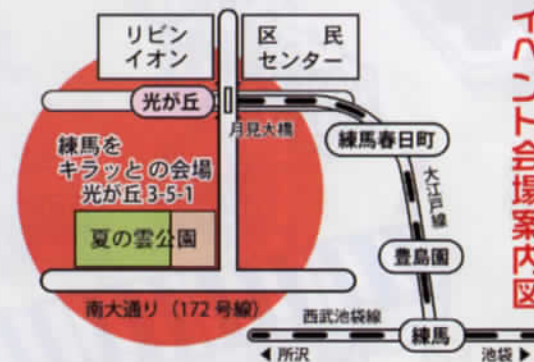 イベント会場案内図
リビン
イオン
区民
センター
光が丘
月見大橋
練馬春日町
練馬を
キラッとの会場
光が丘3-5-1
夏の雲公園
大江戸線
豊島園
南大通り（172号線）
西武池袋線
練馬
◀所沢
池袋▶